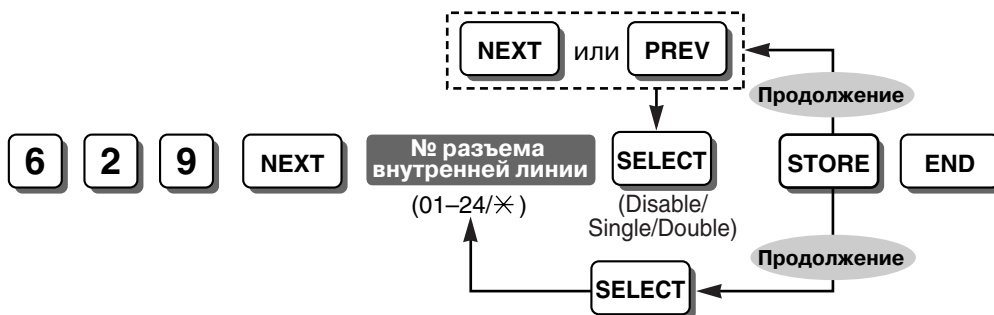 NEXT или PREV
Продолжение
6 2 9 NEXT № разъема внутренней линии SELECT STORE END
(01–24/✳)
(Disable/
Single/Double)
Продолжение
SELECT